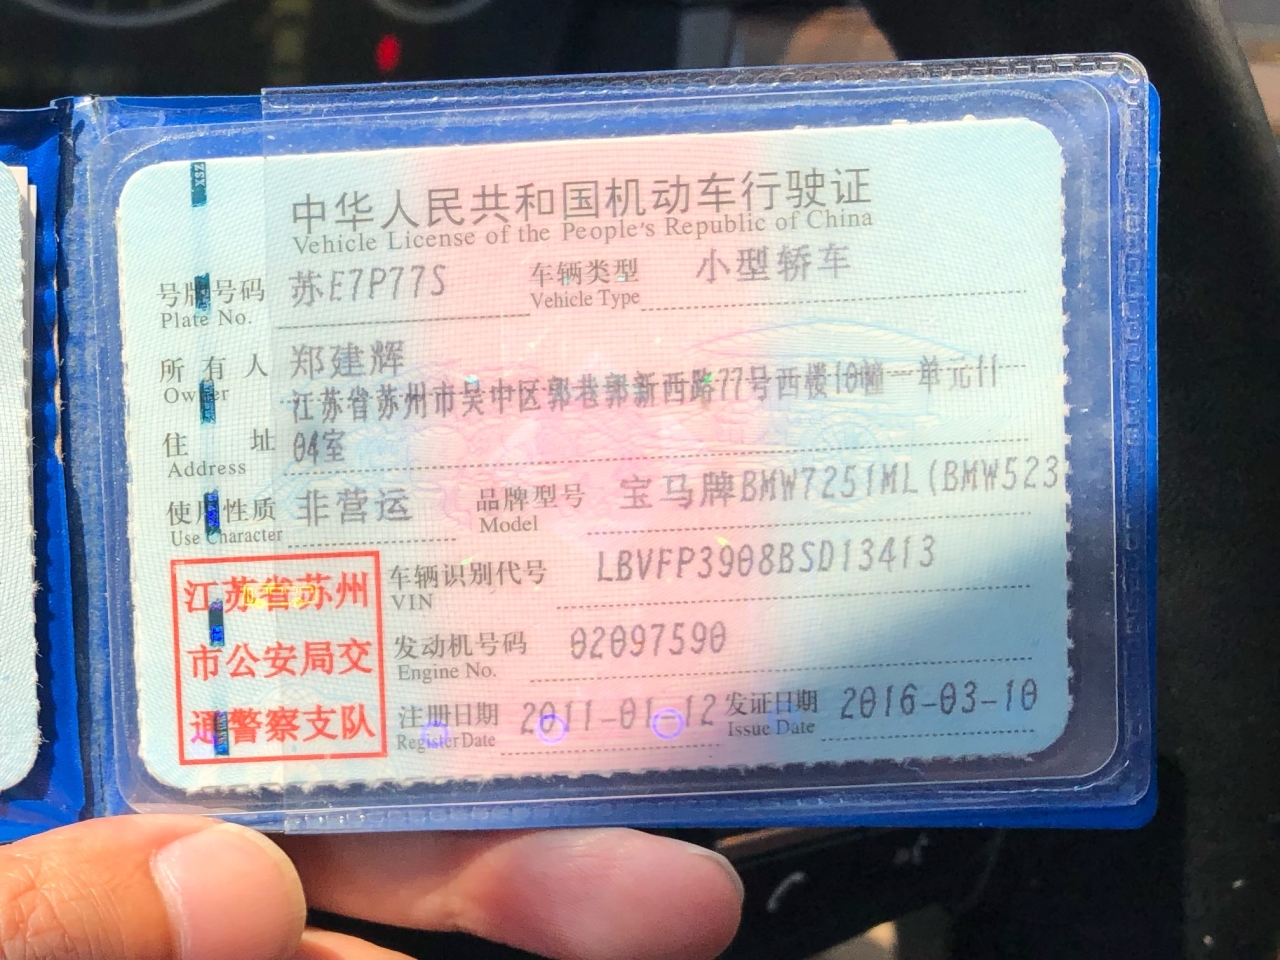 中华人民共和国机动车行驶证
Vehicle License of the People's Republic of China
号牌号码 苏E7P77S 车辆类型 小型轿车
Plate No. Vehicle Type
所有人 郑建辉
Owner
江苏省苏州市吴中区郭巷郭新西路77号西楼10幢一单元11
住址 04室
Address
使用性质 非营运 品牌型号 宝马牌BMW7251ML(BMW523
Use Character Model
江苏省苏州
市公安局交
通警察支队
车辆识别代号 LBVFP3908BSD13413
VIN
发动机号码 02097590
Engine No.
注册日期 2011-01-12 发证日期 2016-03-10
Register Date Issue Date